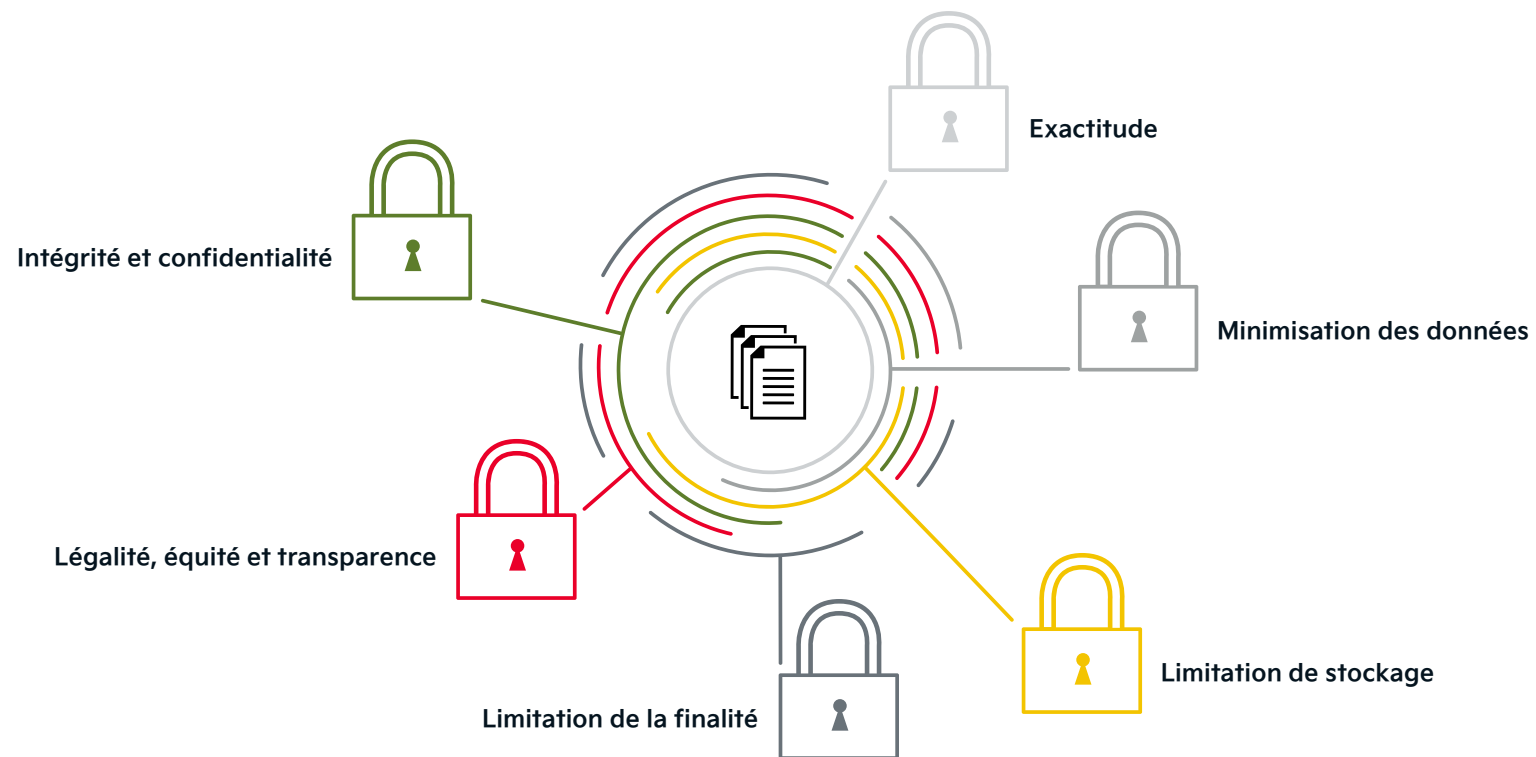 Exactitude
Intégrité et confidentialité
Minimisation des données
Légalité, équité et transparence
Limitation de stockage
Limitation de la finalité